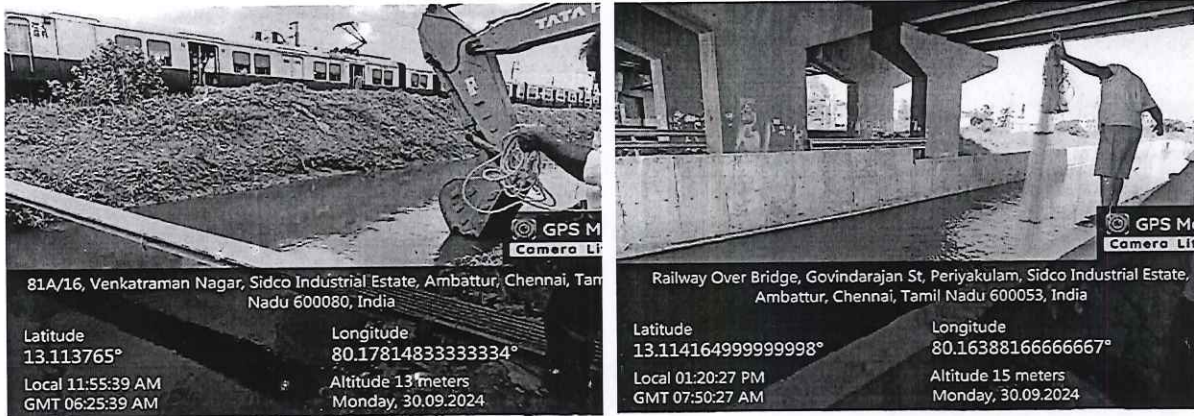 TATA
GPS M
Camera Li
81A/16, Venkatraman Nagar, Sidco Industrial Estate, Ambattur, Chennai, Tam
Nadu 600080, India
Latitude
13.113765°
Longitude
80.17814833333334°
Local 11:55:39 AM
GMT 06:25:39 AM
Altitude 13 meters
Monday, 30.09.2024
GPS M
Camera Li
Railway Over Bridge, Govindarajan St, Periyakulam, Sidco Industrial Estate,
Ambattur, Chennai, Tamil Nadu 600053, India
Latitude
13.114164999999998°
Longitude
80.16388166666667°
Local 01:20:27 PM
GMT 07:50:27 AM
Altitude 15 meters
Monday, 30.09.2024